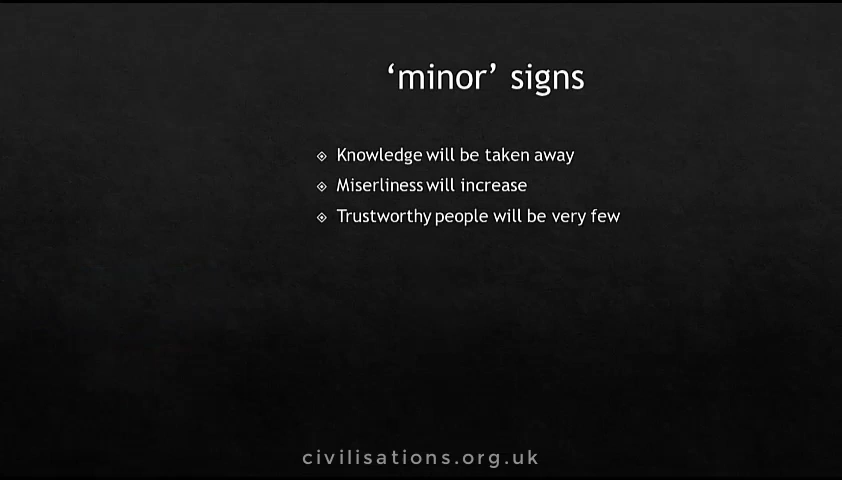 ‘minor’ signs
Knowledge will be taken away
Miserliness will increase
Trustworthy people will be very few
civilisations.org.uk